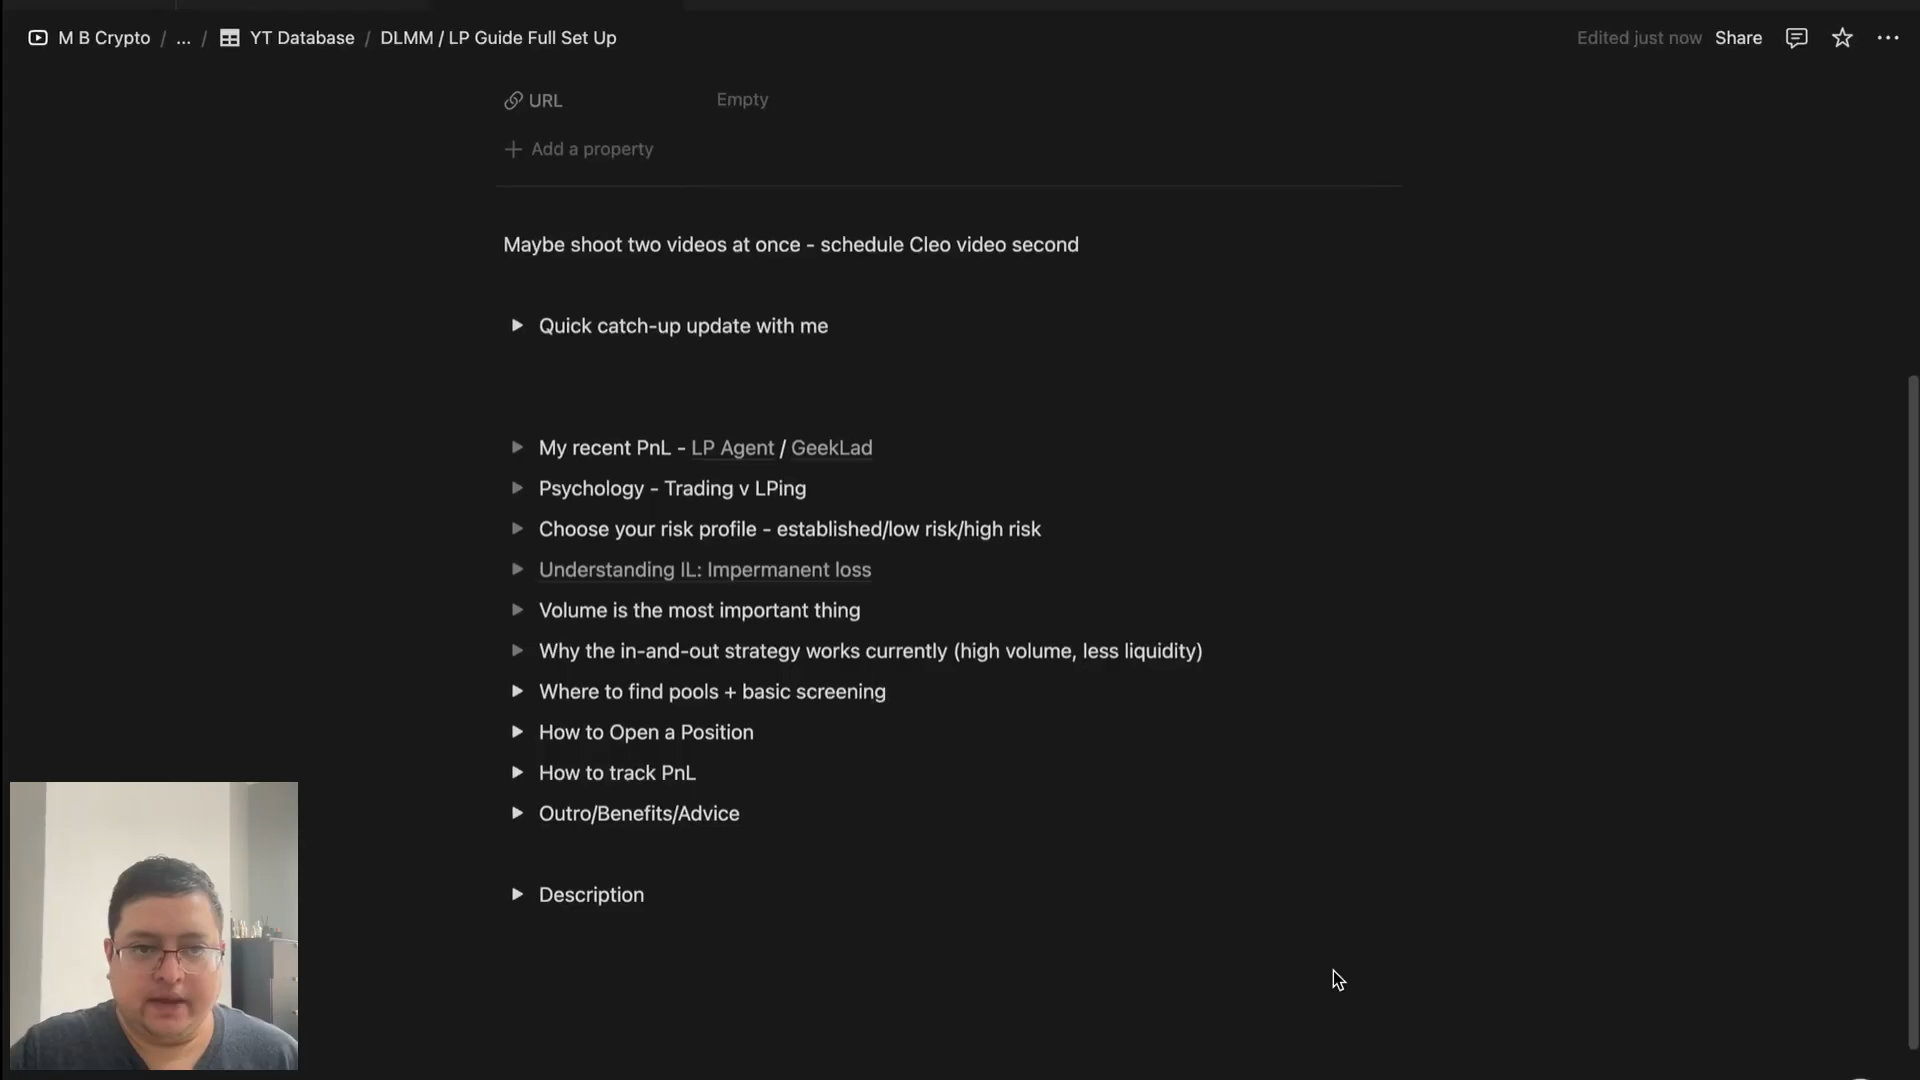 M B Crypto / ... / YT Database / DLMM / LP Guide Full Set Up
Edited just now Share
URL Empty
Add a property
Maybe shoot two videos at once - schedule Cleo video second
Quick catch-up update with me
My recent PnL - LP Agent / GeekLad
Psychology - Trading v LPing
Choose your risk profile - established/low risk/high risk
Understanding IL: Impermanent loss
Volume is the most important thing
Why the in-and-out strategy works currently (high volume, less liquidity)
Where to find pools + basic screening
How to Open a Position
How to track PnL
Outro/Benefits/Advice
Description